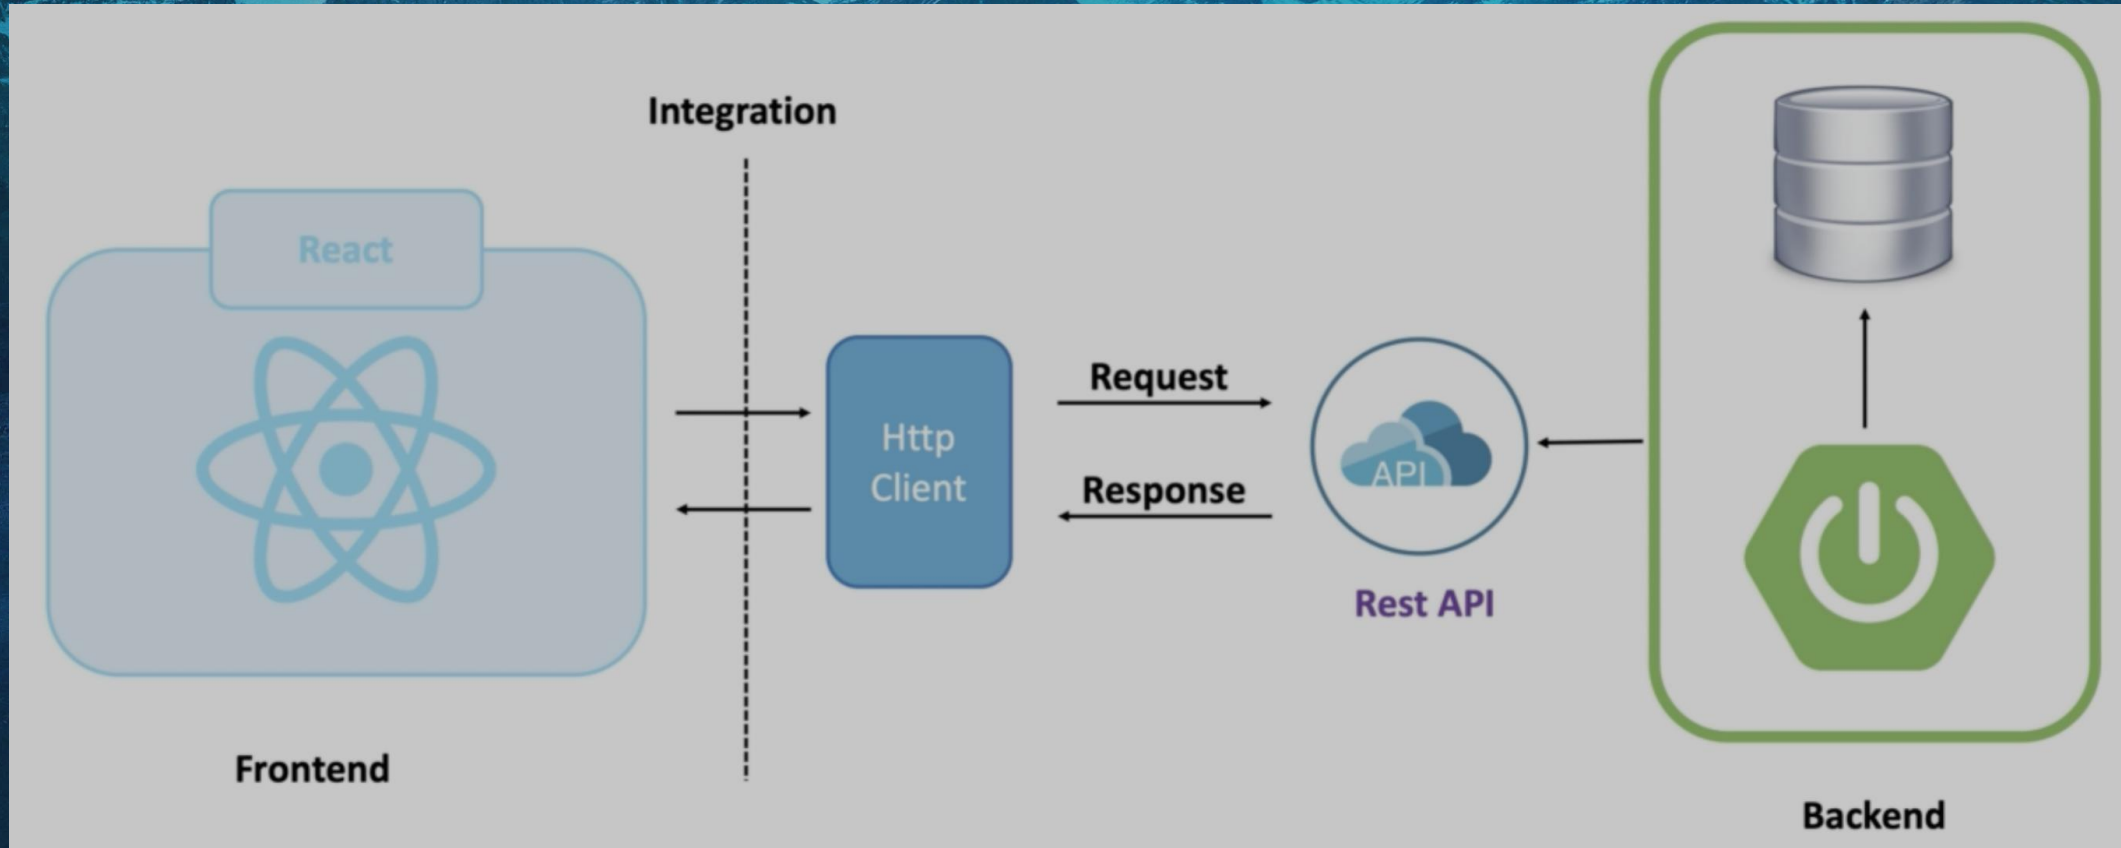 Integration
React
Http
Client
Request
Response
API
Rest API
Frontend
Backend